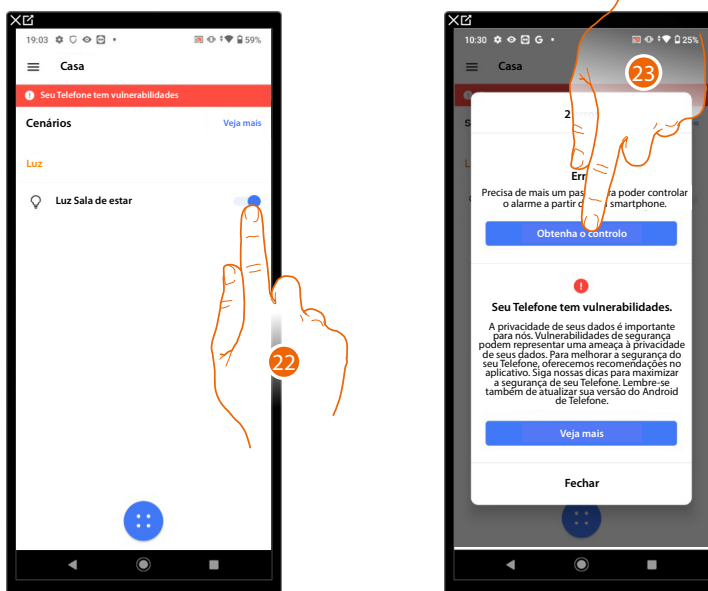 19:03
59%
Casa
Seu Telefone tem vulnerabilidades
Cenários
Veja mais
Luz
Luz Sala de estar
22
10:30 G
25%
Casa
23
2
Err
Precisa de mais um pas ra poder controlar
o alarme a partir d smartphone.
Obtenha o controlo
Seu Telefone tem vulnerabilidades.
A privacidade de seus dados é importante
para nós. Vulnerabilidades de segurança
podem representar uma ameaça à privacidade
de seus dados. Para melhorar a segurança do
seu Telefone, oferecemos recomendações no
aplicativo. Siga nossas dicas para maximizar
a segurança de seu Telefone. Lembre-se
também de atualizar sua versão do Android
de Telefone.
Veja mais
Fechar